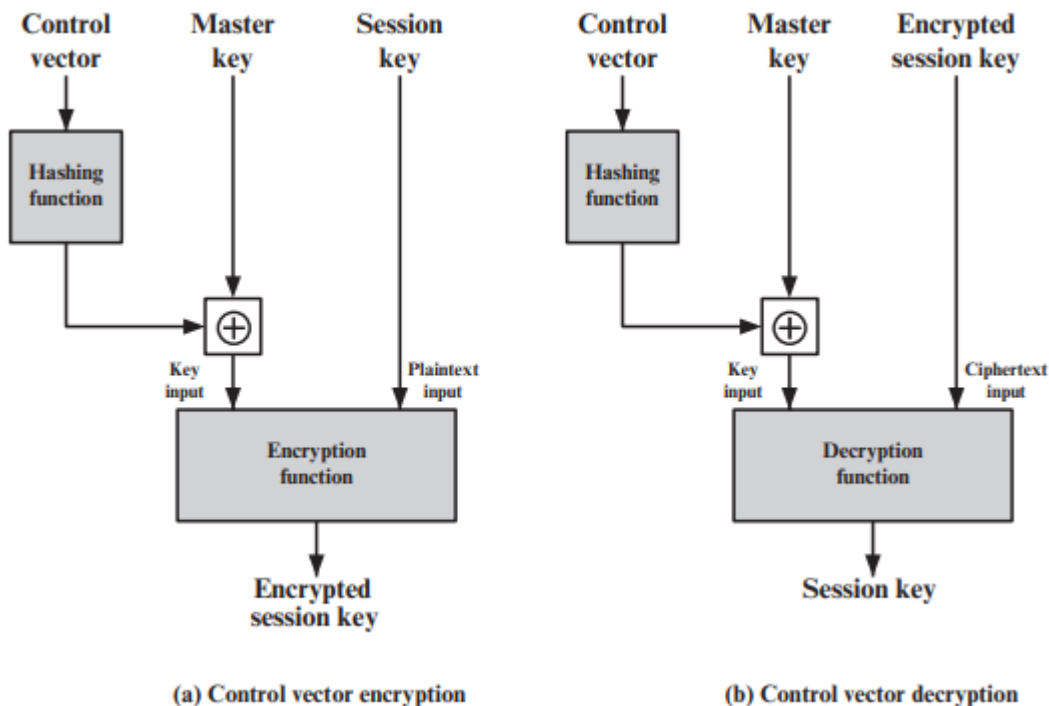 Control
vector
Master
key
Session
key
Hashing
function
Key
input
Plaintext
input
Encryption
function
Encrypted
session key
(a) Control vector encryption
Control
vector
Master
key
Encrypted
session key
Hashing
function
Key
input
Ciphertext
input
Decryption
function
Session key
(b) Control vector decryption